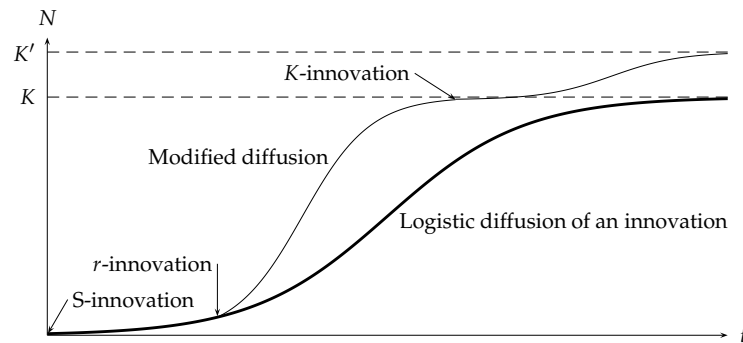 N
K′
K-innovation
K
Modified diffusion
Logistic diffusion of an innovation
r-innovation
S-innovation
t